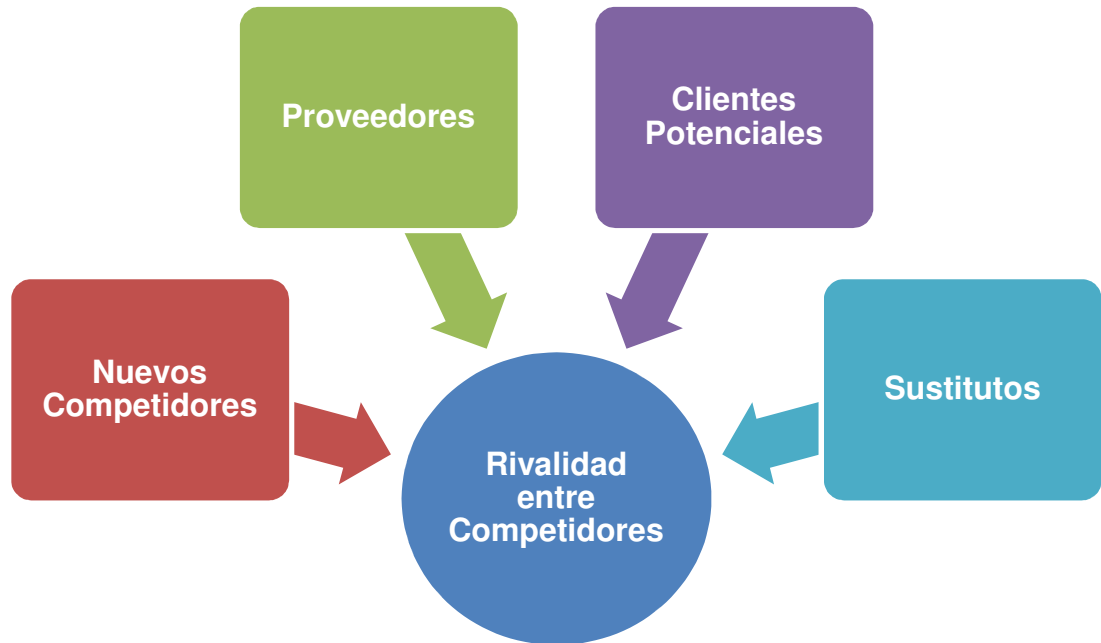 Proveedores
Clientes
Potenciales
Nuevos
Competidores
Sustitutos
Rivalidad
entre
Competidores